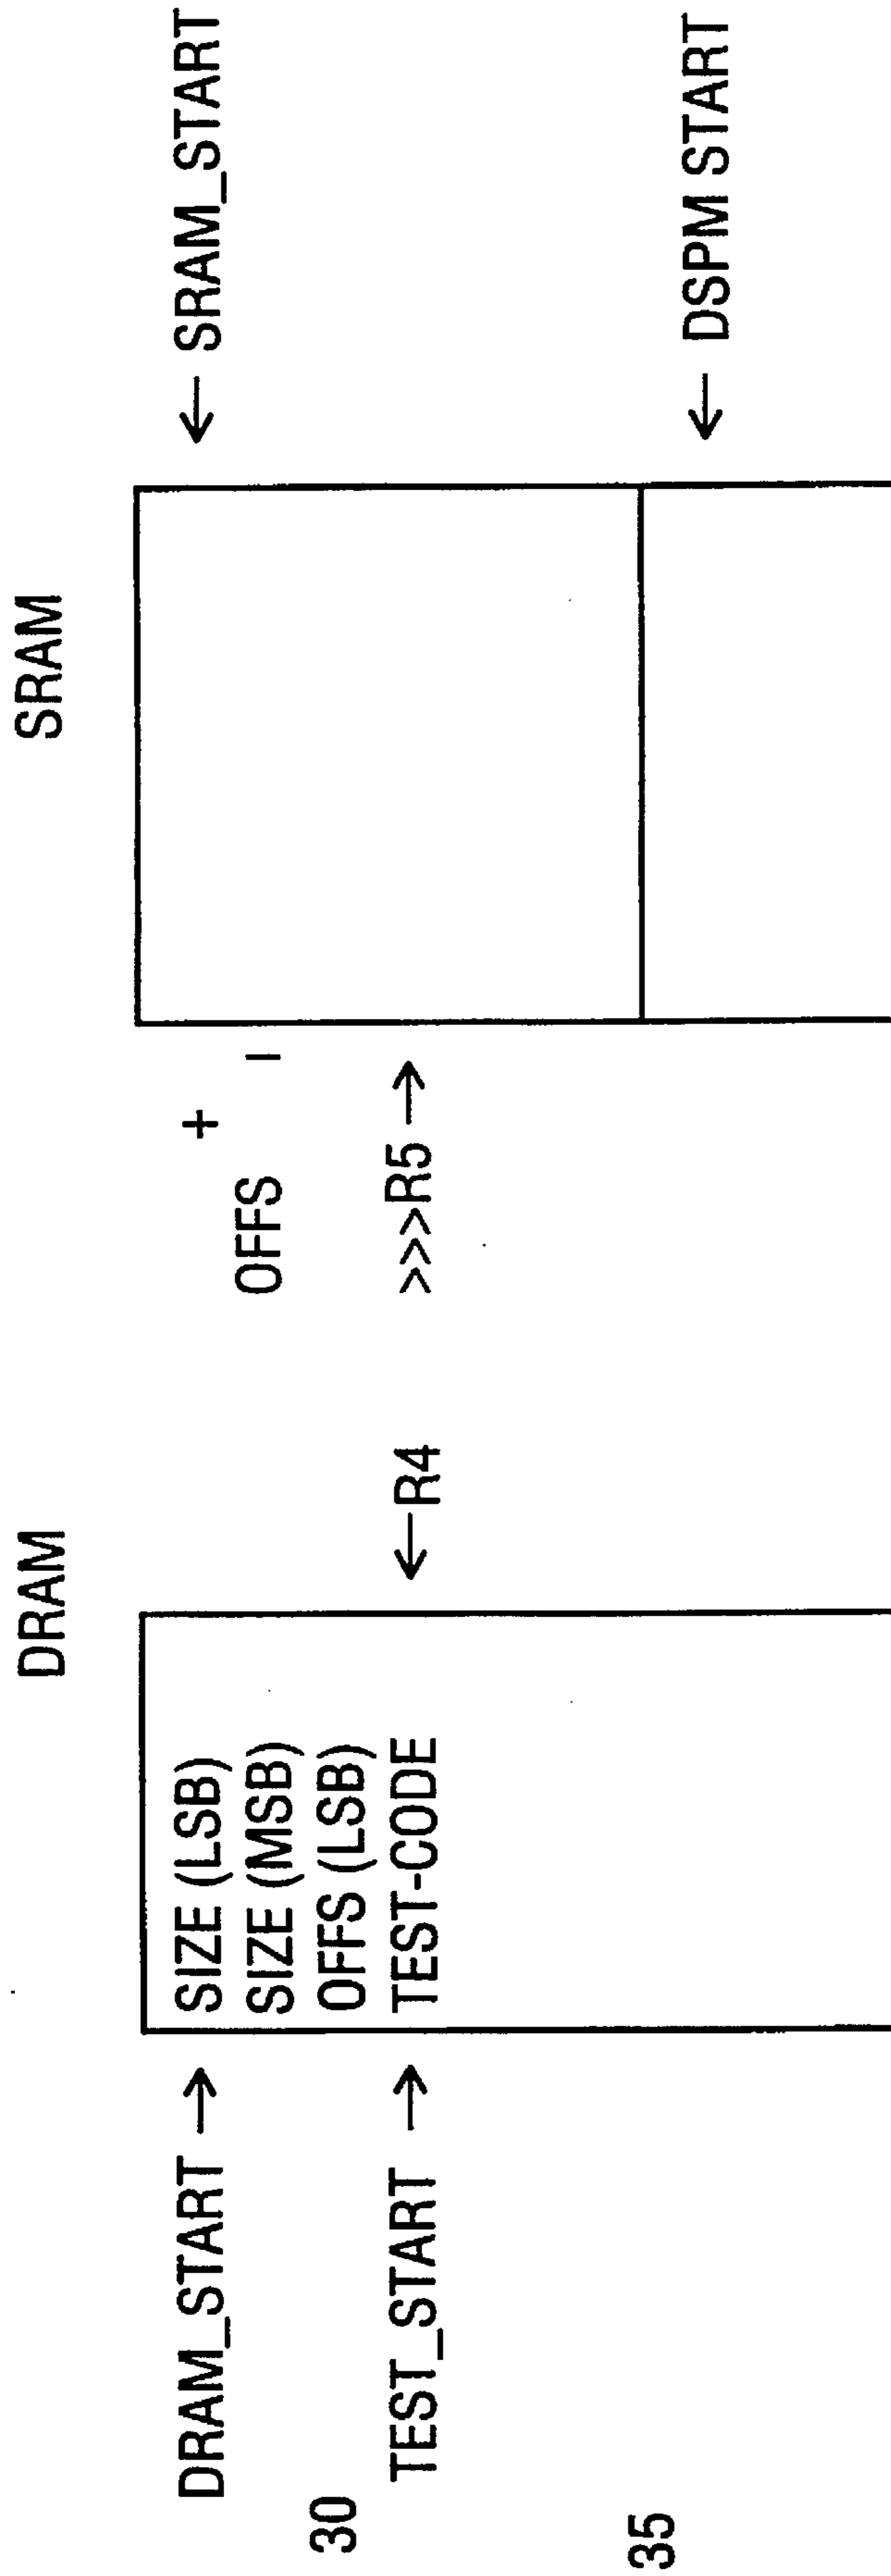 DRAM
SRAM
DRAM_START →
SIZE (LSB)
+
← SRAM_START
SIZE (MSB)
OFFS
–
30
OFFS (LSB)
TEST_START →
TEST-CODE
←R4
>>>R5 →
35
← DSPM START